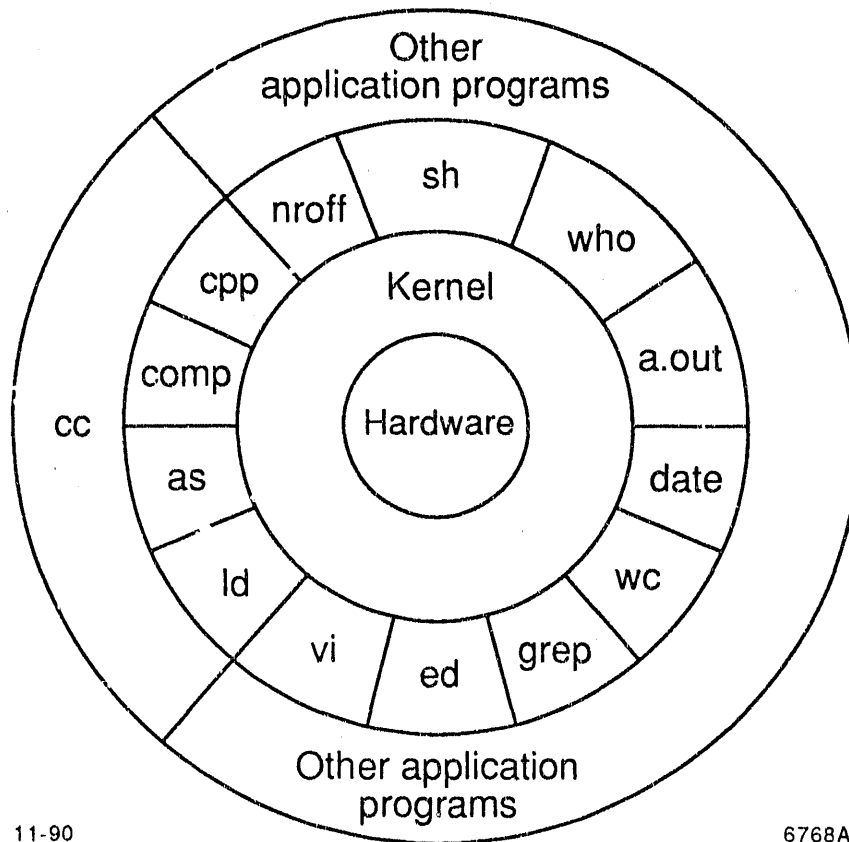 Other
application programs
sh
nroff
who
cpp
Kernel
comp
a.out
cc
Hardware
as
date
ld
wc
vi
ed
grep
Other application
programs
11-90
6768A